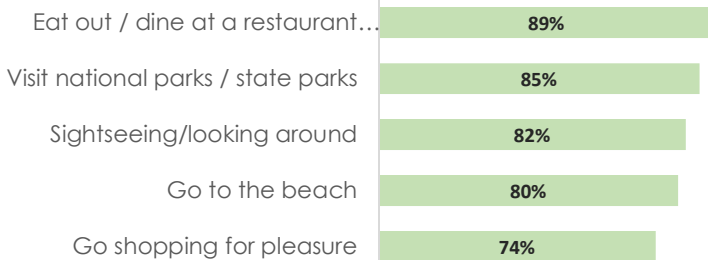 Eat out / dine at a restaurant… 89%
Visit national parks / state parks 85%
Sightseeing/looking around 82%
Go to the beach 80%
Go shopping for pleasure 74%